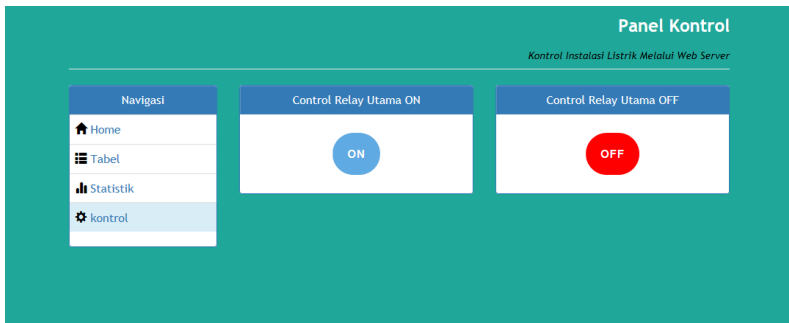 Panel Kontrol
Kontrol Instalasi Listrik Melalui Web Server
Navigasi
Home
Tabel
Statistik
kontrol
Control Relay Utama ON
ON
Control Relay Utama OFF
OFF